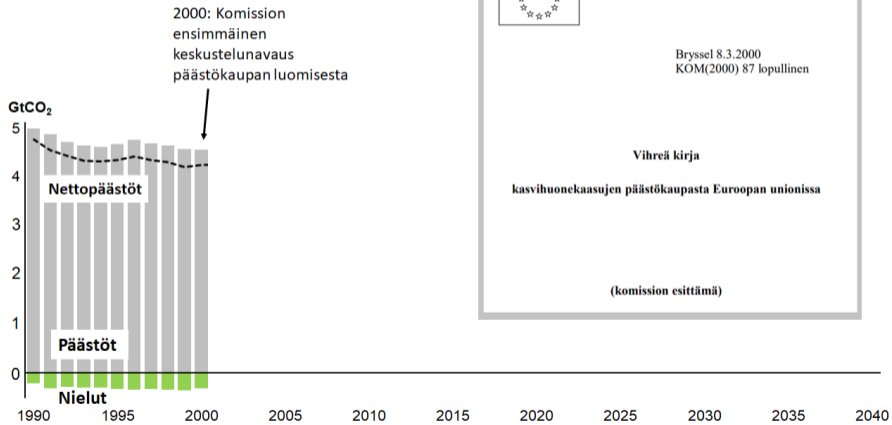 2000: Komission
ensimmäinen
keskustelunavaus
päästökaupan luomisesta
GtCO₂
5
4
3
2
1
0
Nettopäästöt
Päästöt
Nielut
1990 1995 2000 2005 2010 2015 2020 2025 2030 2035 2040
Bryssel 8.3.2000
KOM(2000) 87 lopullinen
Vihreä kirja
kasvihuonekaasujen päästökaupasta Euroopan unionissa
(komission esittämä)